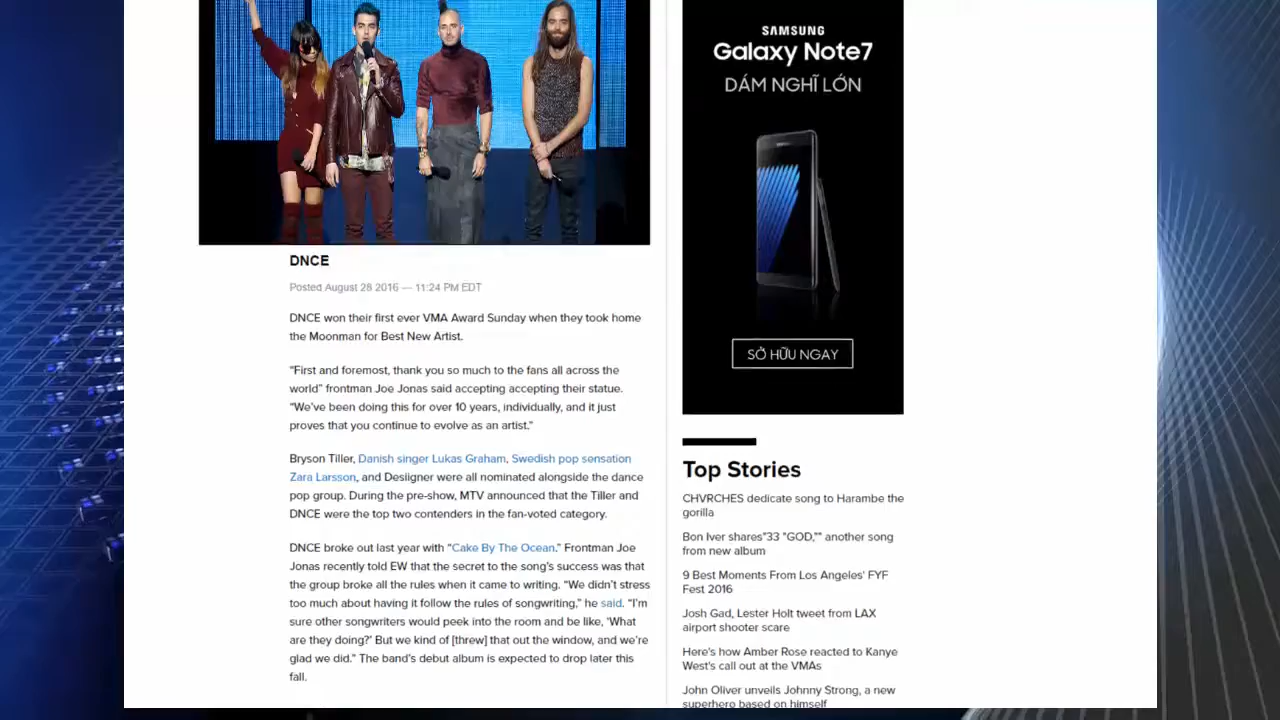 DNCE
Posted August 28 2016 — 11:24 PM EDT
DNCE won their first ever VMA Award Sunday when they took home
the Moonman for Best New Artist.
"First and foremost, thank you so much to the fans all across the
world" frontman Joe Jonas said accepting accepting their statue.
"We've been doing this for over 10 years, individually, and it just
proves that you continue to evolve as an artist."
Bryson Tiller, Danish singer Lukas Graham, Swedish pop sensation
Zara Larsson, and Desiigner were all nominated alongside the dance
pop group. During the pre-show, MTV announced that the Tiller and
DNCE were the top two contenders in the fan-voted category.
DNCE broke out last year with "Cake By The Ocean." Frontman Joe
Jonas recently told EW that the secret to the song's success was that
the group broke all the rules when it came to writing. "We didn't stress
too much about having it follow the rules of songwriting," he said. "I'm
sure other songwriters would peek into the room and be like, 'What
are they doing?' But we kind of [threw] that out the window, and we're
glad we did." The band's debut album is expected to drop later this
fall.
SAMSUNG
Galaxy Note7
DÁM NGHĨ LỚN
SỞ HỮU NGAY
Top Stories
CHVRCHES dedicate song to Harambe the
gorilla
Bon Iver shares"33 "GOD,"" another song
from new album
9 Best Moments From Los Angeles' FYF
Fest 2016
Josh Gad, Lester Holt tweet from LAX
airport shooter scare
Here's how Amber Rose reacted to Kanye
West's call out at the VMAs
John Oliver unveils Johnny Strong, a new
superhero based on himself